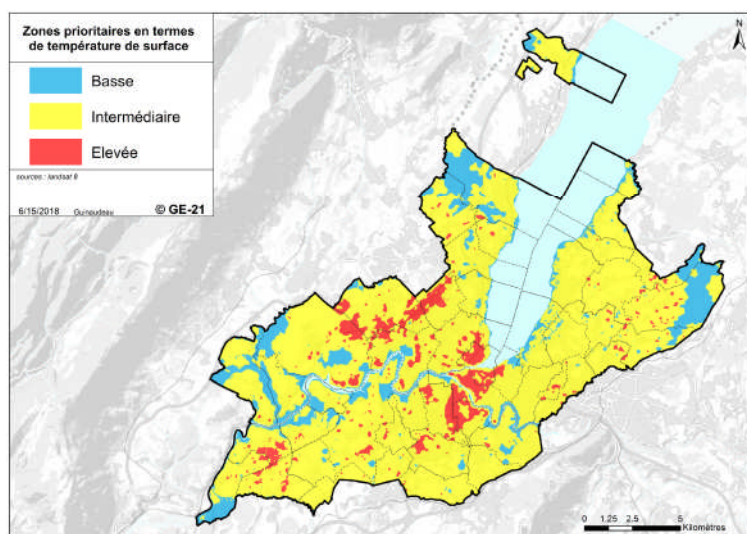 Zones prioritaires en termes
de température de surface
Basse
Intermédiaire
Elevée
sources : landsat 8
6/15/2018 Guinaudeau © GE-21
N
0 1.25 2.5 5
Kilomètres